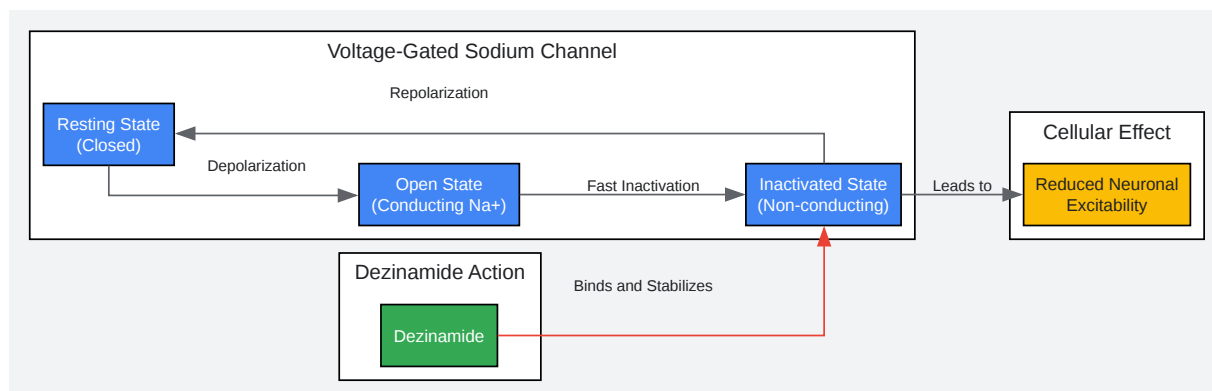 Voltage-Gated Sodium Channel
Repolarization
Resting State
(Closed)
Depolarization
Open State
(Conducting Na+)
Fast Inactivation
Inactivated State
(Non-conducting)
Leads to
Cellular Effect
Reduced Neuronal
Excitability
Dezinamide Action
Dezinamide
Binds and Stabilizes